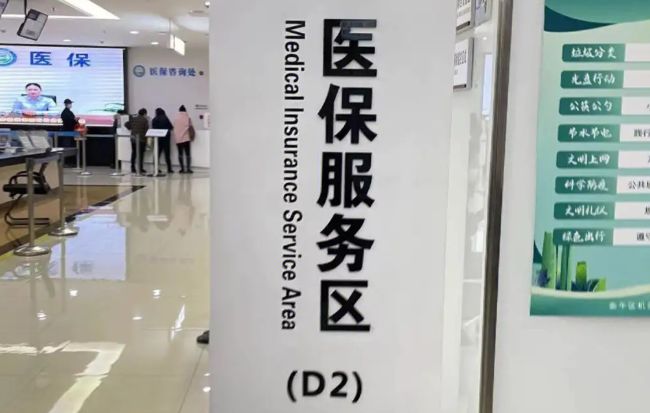 医保
医保咨询处
医保服务区
Medical Insurance Service Area
(D2)
垃圾分类
光盘行动
公筷公勺
节水节电
文明上网
科学防疫
公共
文明礼仪
绿色出行